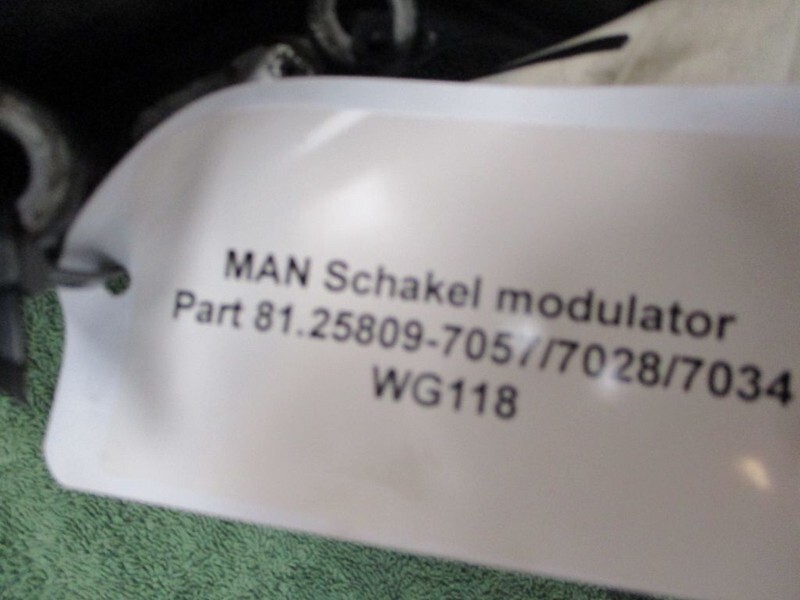 MAN Schakel modulator
Part 81.25809-7057/7028/7034
WG118